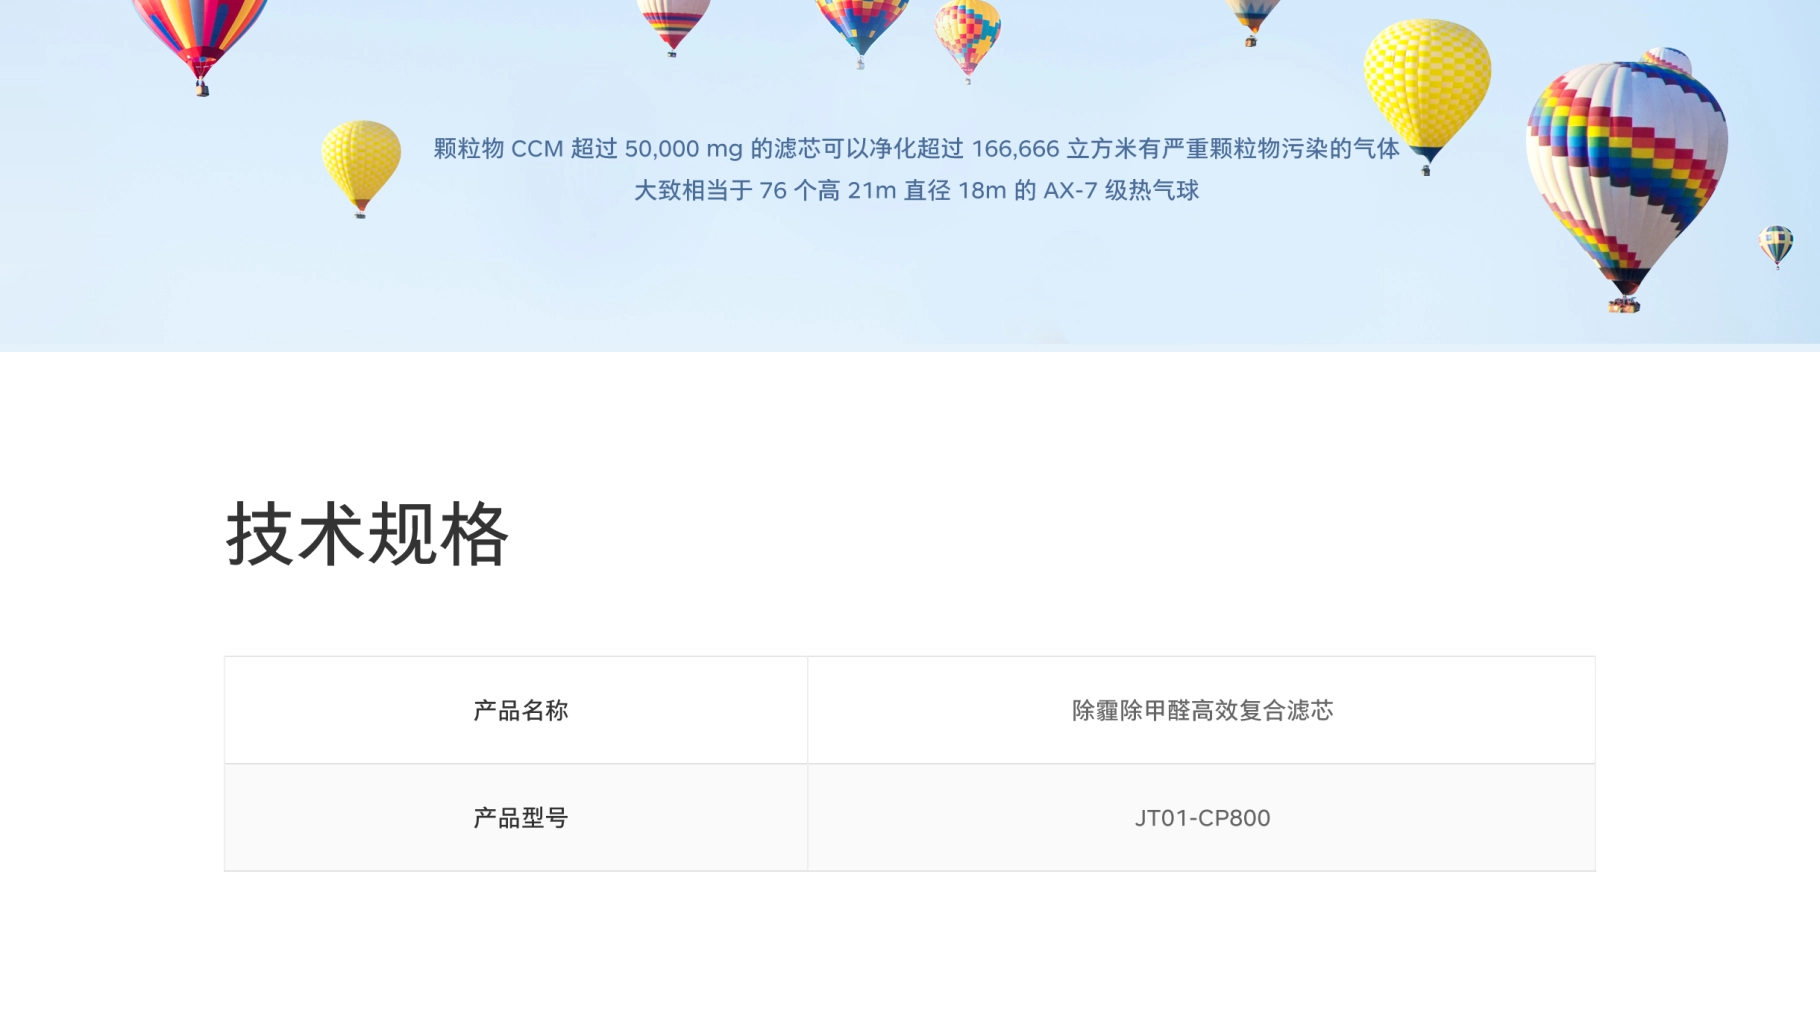 颗粒物 CCM 超过 50,000 mg 的滤芯可以净化超过 166,666 立方米有严重颗粒物污染的气体
大致相当于 76 个高 21m 直径 18m 的 AX-7 级热气球
技术规格
产品名称
除霾除甲醛高效复合滤芯
产品型号
JT01-CP800